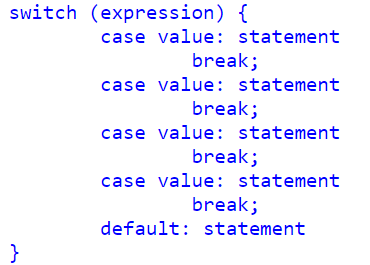 switch (expression) {
        case value: statement
                break;
        case value: statement
                break;
        case value: statement
                break;
        case value: statement
                break;
        default: statement
}